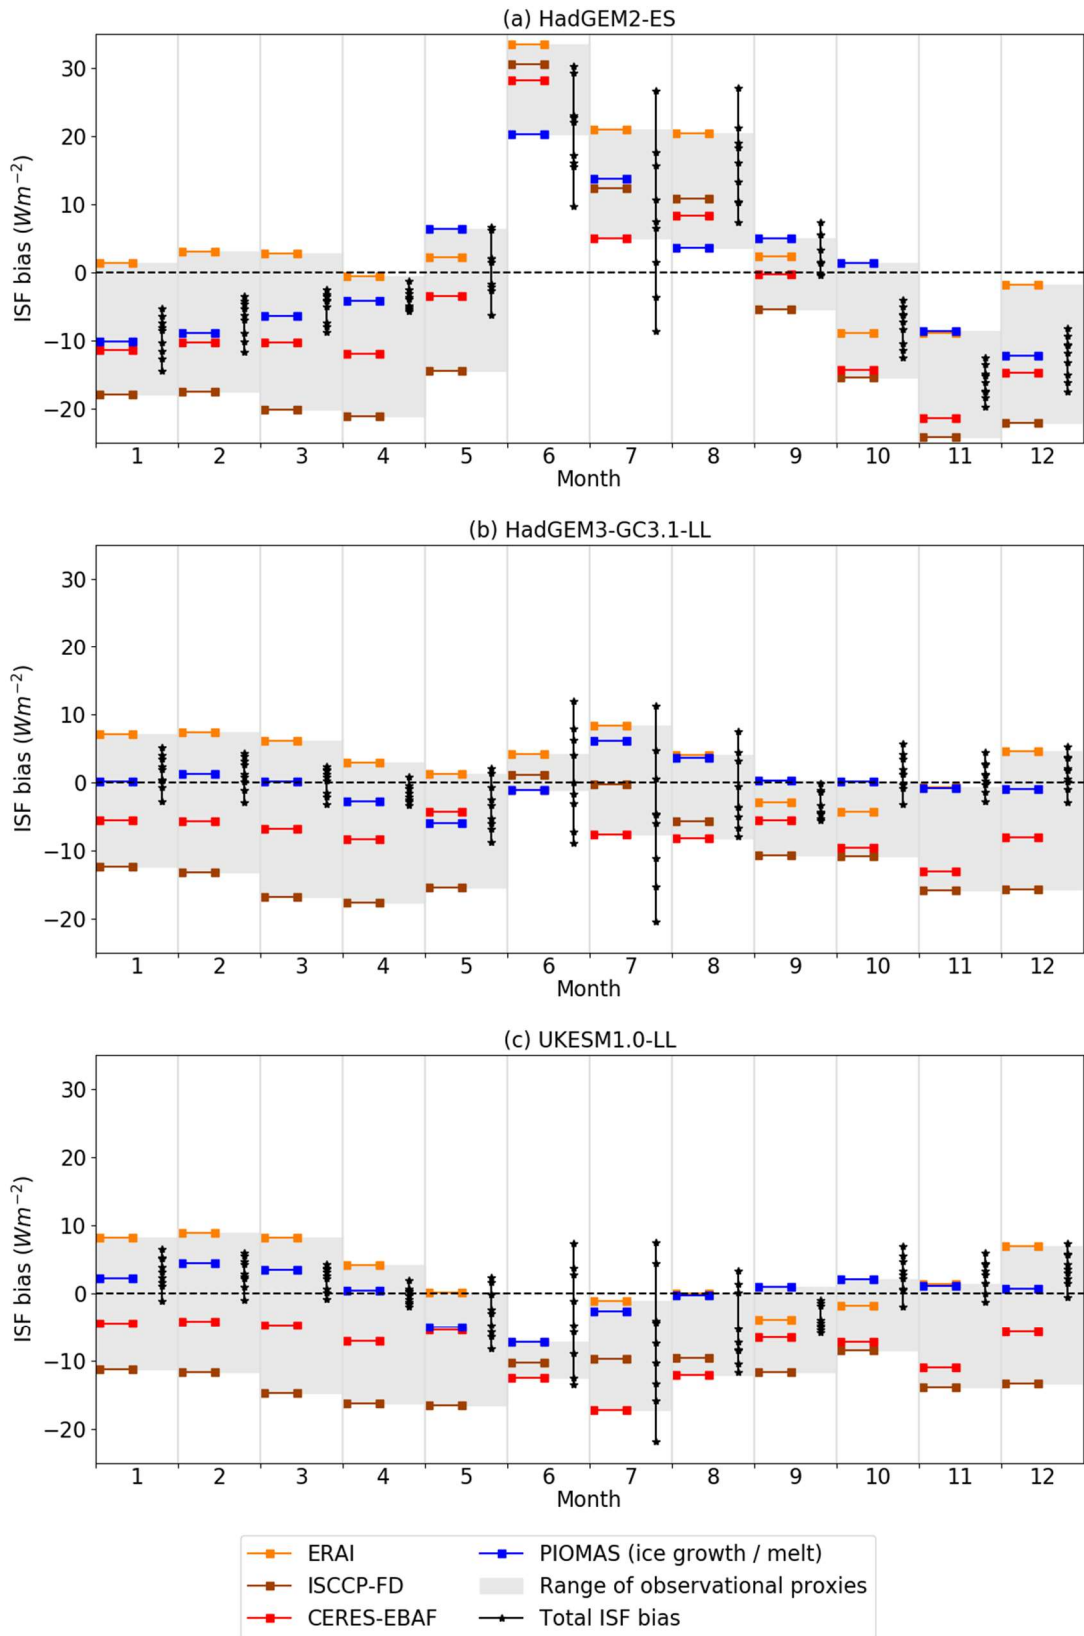 (a) HadGEM2-ES
30
20
10
0
−10
−20
ISF bias (Wm⁻²)
1 2 3 4 5 6 7 8 9 10 11 12
Month
(b) HadGEM3-GC3.1-LL
30
20
10
0
−10
−20
ISF bias (Wm⁻²)
1 2 3 4 5 6 7 8 9 10 11 12
Month
(c) UKESM1.0-LL
30
20
10
0
−10
−20
ISF bias (Wm⁻²)
1 2 3 4 5 6 7 8 9 10 11 12
Month
ERAI
ISCCP-FD
CERES-EBAF
PIOMAS (ice growth / melt)
Range of observational proxies
Total ISF bias